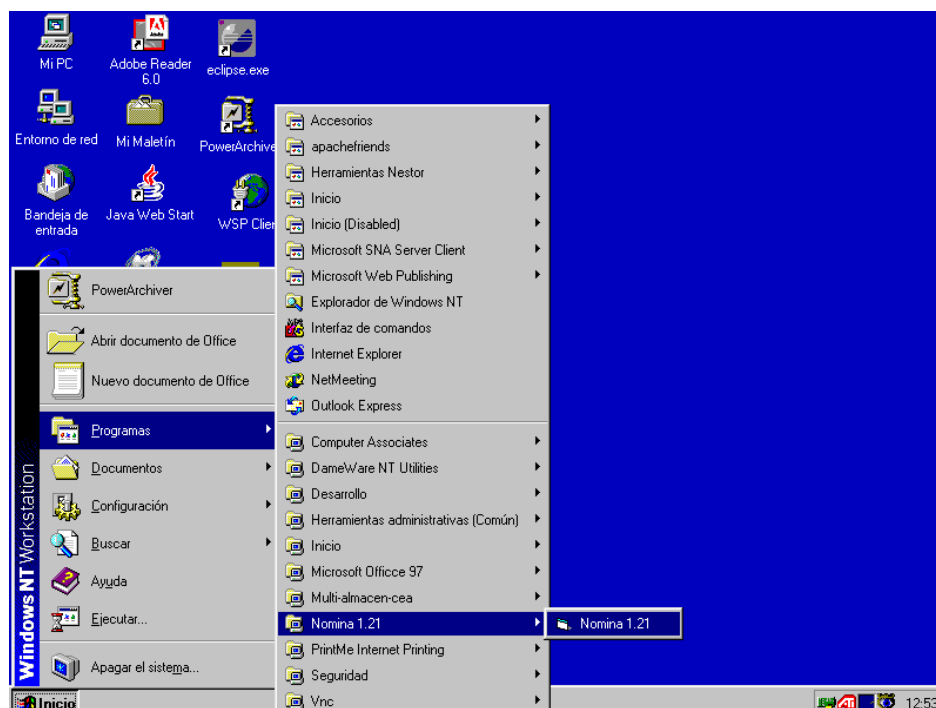 Mi PC
Adobe Reader
6.0
eclipse.exe
Entorno de red
Mi Maletín
PowerArchive
Bandeja de
entrada
Java Web Start
WSP Clien
PowerArchiver
Abrir documento de Office
Nuevo documento de Office
Programas
Documentos
Configuración
Buscar
Ayuda
Ejecutar...
Apagar el sistema...
Windows NT Workstation
Accesorios
apachefriends
Herramientas Nestor
Inicio
Inicio (Disabled)
Microsoft SNA Server Client
Microsoft Web Publishing
Explorador de Windows NT
Interfaz de comandos
Internet Explorer
NetMeeting
Outlook Express
Computer Associates
DameWare NT Utilities
Desarrollo
Herramientas administrativas (Común)
Inicio
Microsoft Officce 97
Multi-almacen-cea
Nomina 1.21
PrintMe Internet Printing
Seguridad
Vnc
Nomina 1.21
Inicio
12:53